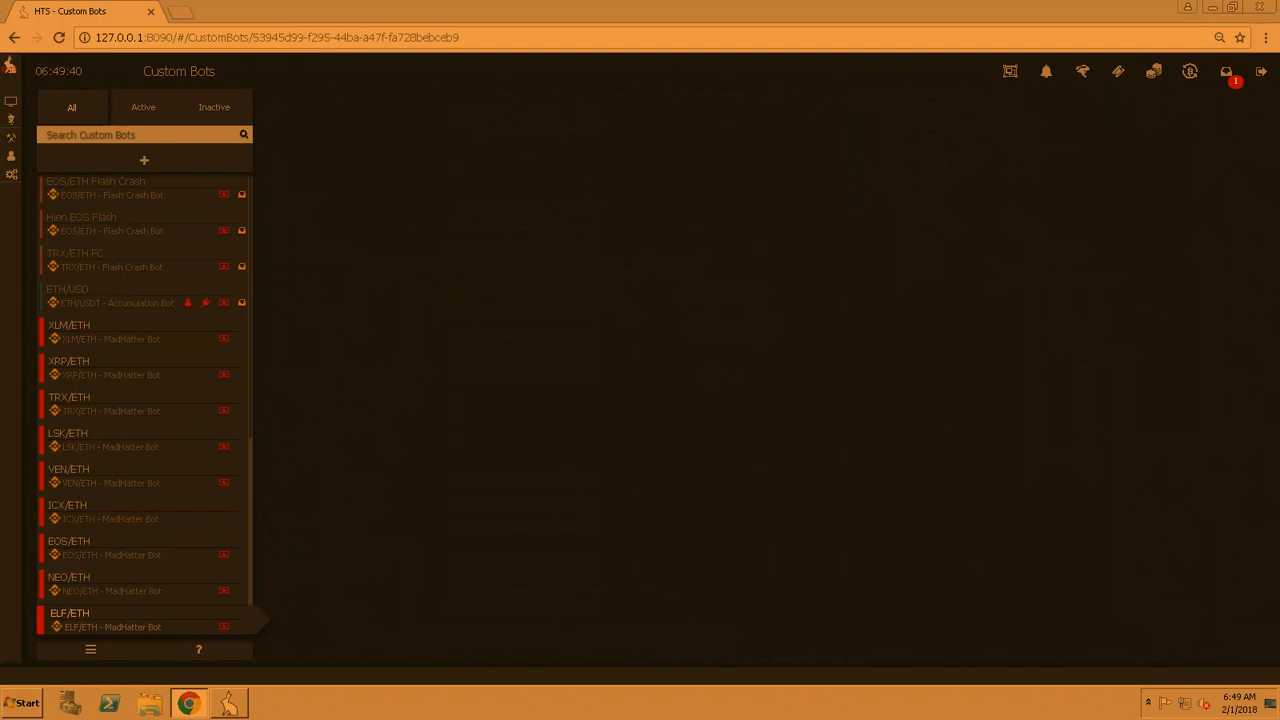 HTS - Custom Bots
127.0.0.1:8090/#/CustomBots/53945d99-f295-44ba-a47f-fa728bebceb9
06:49:40
Custom Bots
1
All
Active
Inactive
Search Custom Bots
EOS/ETH Flash Crash
EOS/ETH - Flash Crash Bot
Hien EOS Flash
EOS/ETH - Flash Crash Bot
TRX/ETH FC
TRX/ETH - Flash Crash Bot
ETH/USD
ETH/USDT - Accumulation Bot
XLM/ETH
XLM/ETH - MadHatter Bot
XRP/ETH
XRP/ETH - MadHatter Bot
TRX/ETH
TRX/ETH - MadHatter Bot
LSK/ETH
LSK/ETH - MadHatter Bot
VEN/ETH
VEN/ETH - MadHatter Bot
ICX/ETH
ICX/ETH - MadHatter Bot
EOS/ETH
EOS/ETH - MadHatter Bot
NEO/ETH
NEO/ETH - MadHatter Bot
ELF/ETH
ELF/ETH - MadHatter Bot
?
Start
6:49 AM
2/1/2018